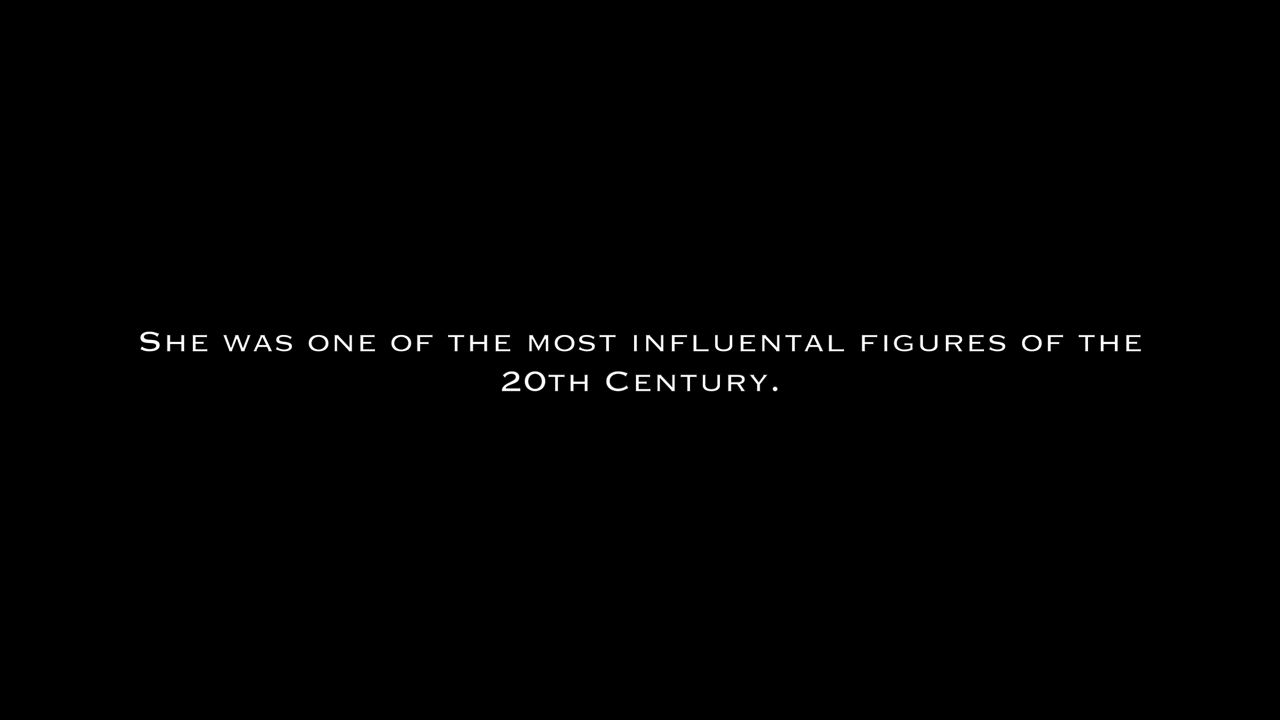 She was one of the most influental figures of the
20th Century.